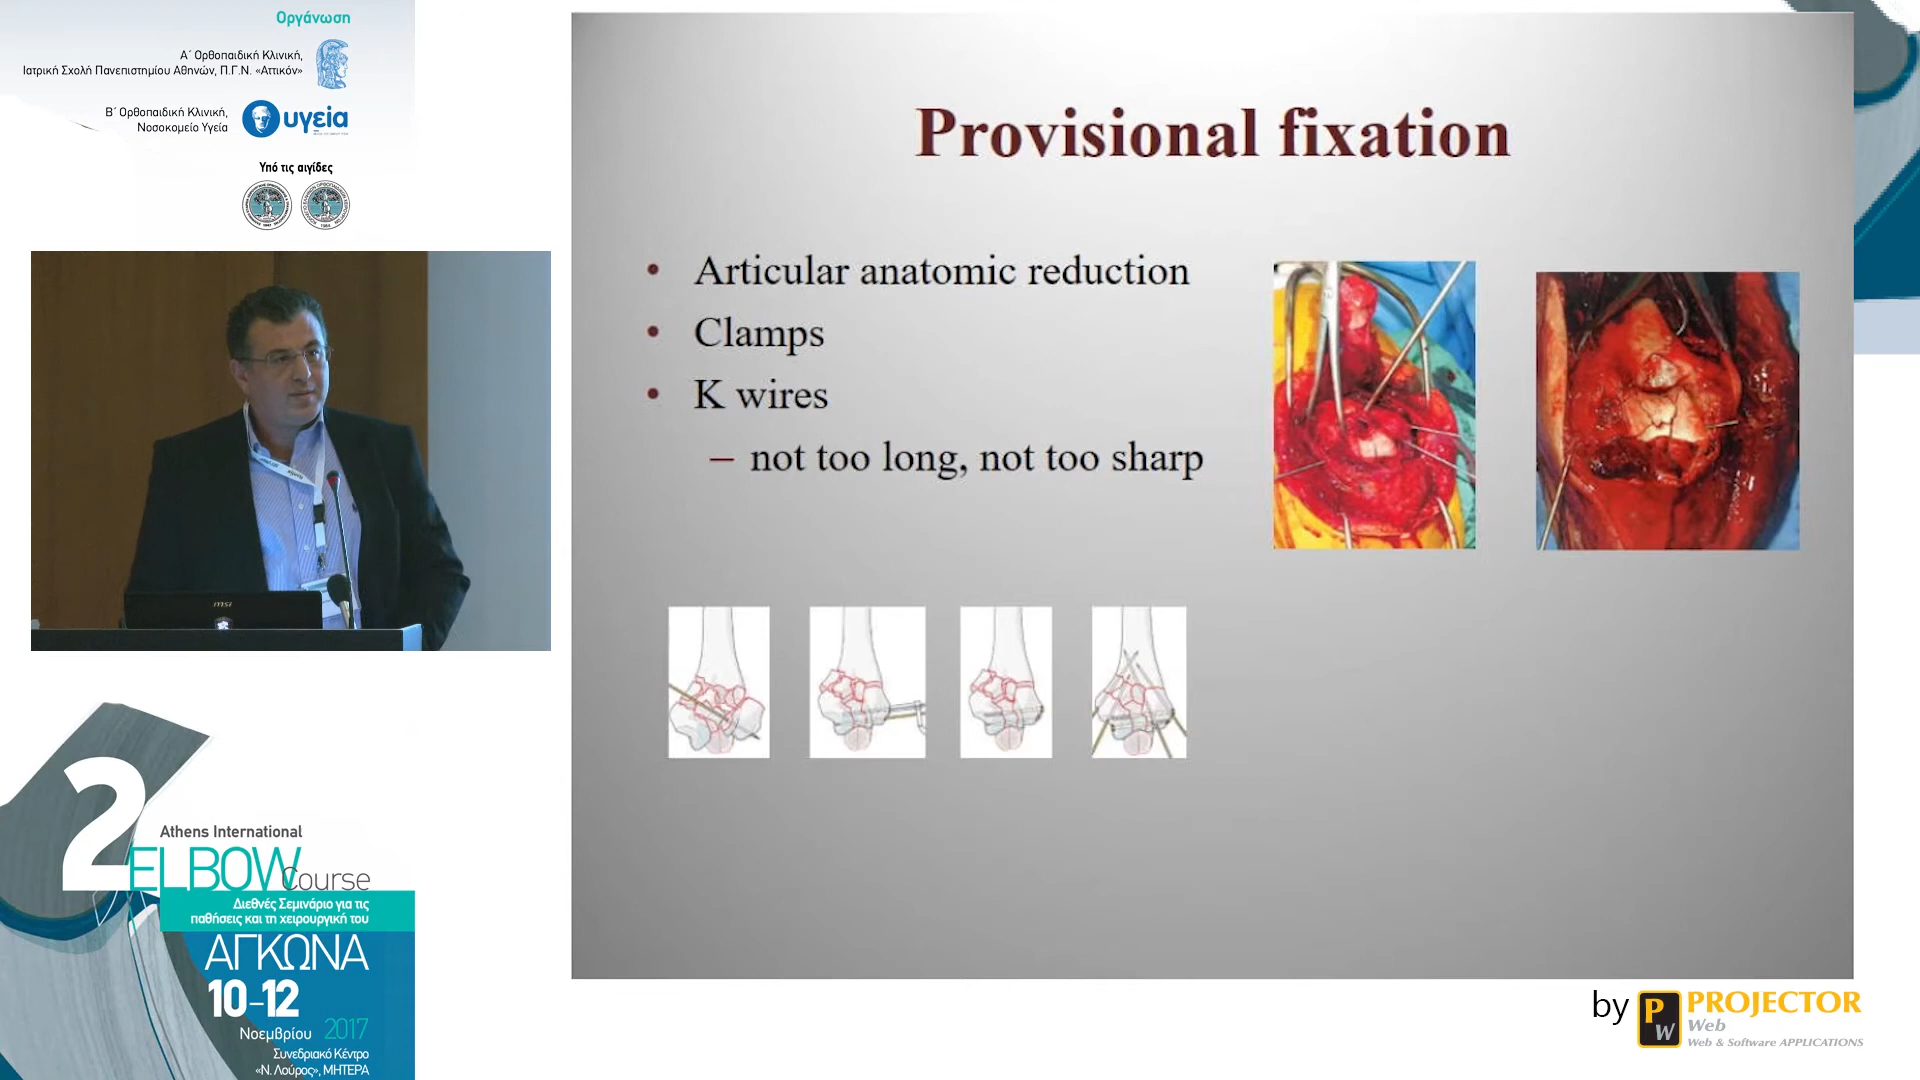 Οργάνωση
Α΄ Ορθοπαιδική Κλινική,
Ιατρική Σχολή Πανεπιστημίου Αθηνών, Π.Γ.Ν. «Αττικόν»
Β΄ Ορθοπαιδική Κλινική,
Νοσοκομείο Υγεία
υγεία
Υπό τις αιγίδες
msi
2
Athens International
ELBOW
Course
Διεθνές Σεμινάριο για τις
παθήσεις και τη χειρουργική του
ΑΓΚΩΝΑ
10-12
Νοεμβρίου 2017
Συνεδριακό Κέντρο
«Ν. Λούρος», ΜΗΤΕΡΑ
Provisional fixation
• Articular anatomic reduction
• Clamps
• K wires
– not too long, not too sharp
by PW PROJECTOR
Web
Web & Software APPLICATIONS